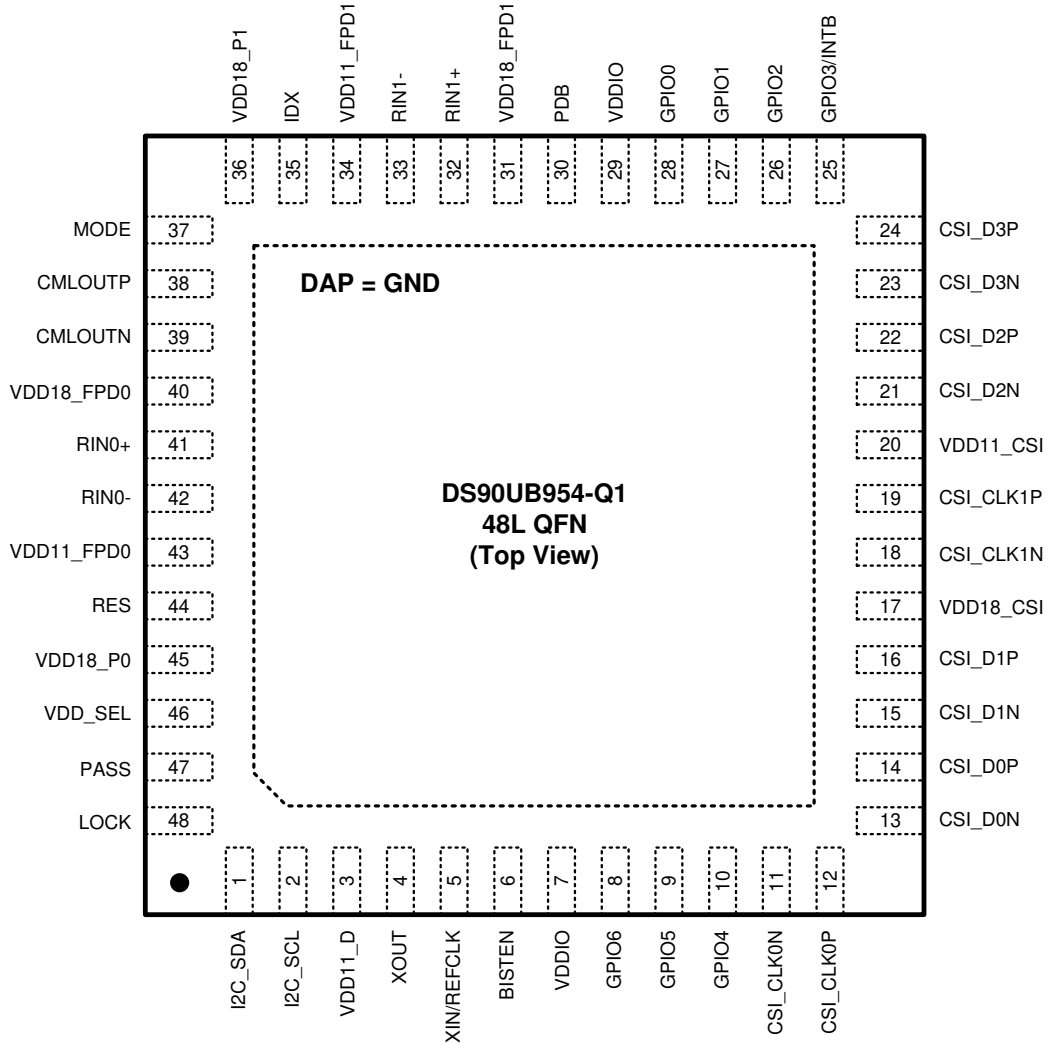 VDD18_P1
IDX
VDD11_FPD1
RIN1-
RIN1+
VDD18_FPD1
PDB
VDDIO
GPIO0
GPIO1
GPIO2
GPIO3/INTB
36
35
34
33
32
31
30
29
28
27
26
25
MODE 37
CMLOUTP 38
CMLOUTN 39
VDD18_FPD0 40
RIN0+ 41
RIN0- 42
VDD11_FPD0 43
RES 44
VDD18_P0 45
VDD_SEL 46
PASS 47
LOCK 48
DAP = GND
DS90UB954-Q1
48L QFN
(Top View)
24 CSI_D3P
23 CSI_D3N
22 CSI_D2P
21 CSI_D2N
20 VDD11_CSI
19 CSI_CLK1P
18 CSI_CLK1N
17 VDD18_CSI
16 CSI_D1P
15 CSI_D1N
14 CSI_D0P
13 CSI_D0N
1
2
3
4
5
6
7
8
9
10
11
12
I2C_SDA
I2C_SCL
VDD11_D
XOUT
XIN/REFCLK
BISTEN
VDDIO
GPIO6
GPIO5
GPIO4
CSI_CLK0N
CSI_CLK0P